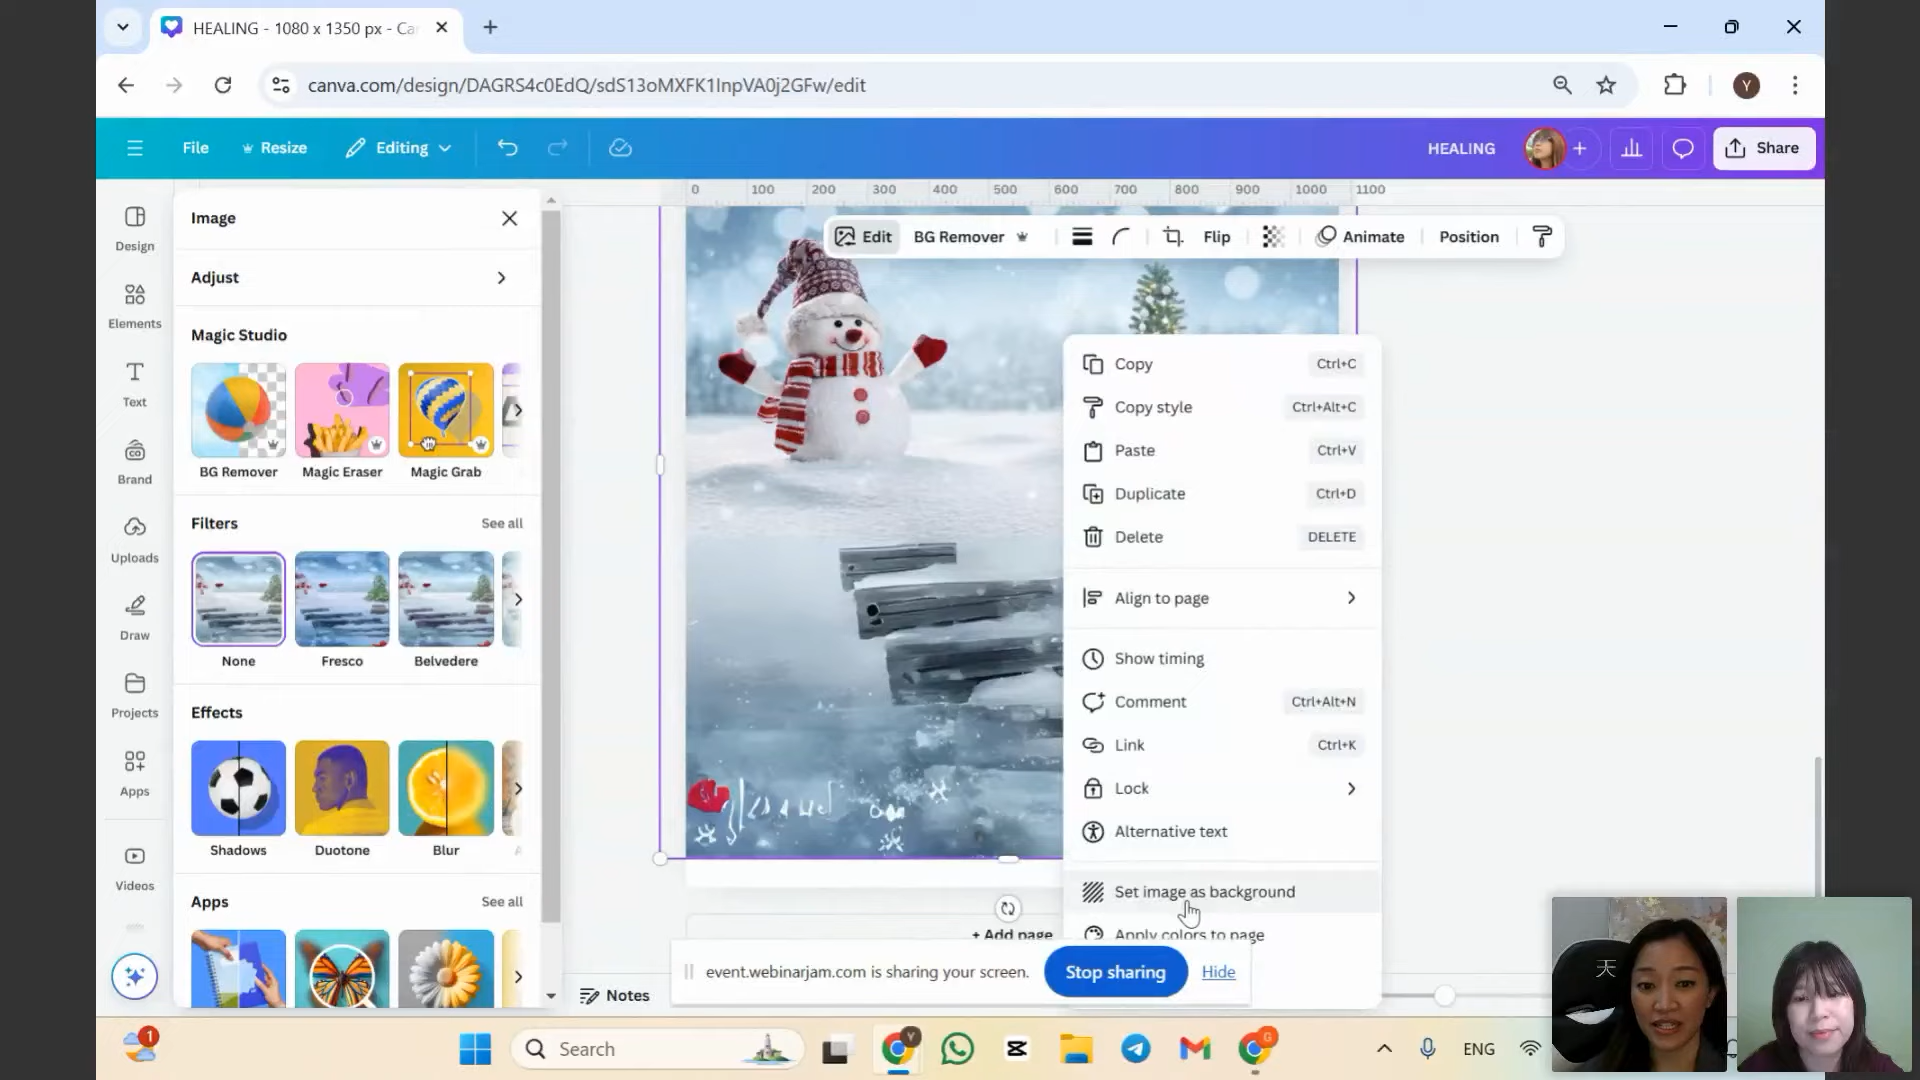 HEALING - 1080 x 1350 px - Ca
canva.com/design/DAGRS4c0EdQ/sdS13oMXFK1InpVA0j2GFw/edit
Y
File
Resize
Editing
HEALING
Share
0 100 200 300 400 500 600 700 800 900 1000 1100
Design
Elements
Text
Brand
Uploads
Draw
Projects
Apps
Videos
Image
Adjust
Magic Studio
BG Remover
Magic Eraser
Magic Grab
Filters
See all
None
Fresco
Belvedere
Effects
Shadows
Duotone
Blur
Apps
See all
Edit
BG Remover
Flip
Animate
Position
Copy Ctrl+C
Copy style Ctrl+Alt+C
Paste Ctrl+V
Duplicate Ctrl+D
Delete DELETE
Align to page
Show timing
Comment Ctrl+Alt+N
Link Ctrl+K
Lock
Alternative text
Set image as background
Apply colors to page
+ Add page
event.webinarjam.com is sharing your screen.
Stop sharing
Hide
Notes
天
1
Search
Y
G
ENG